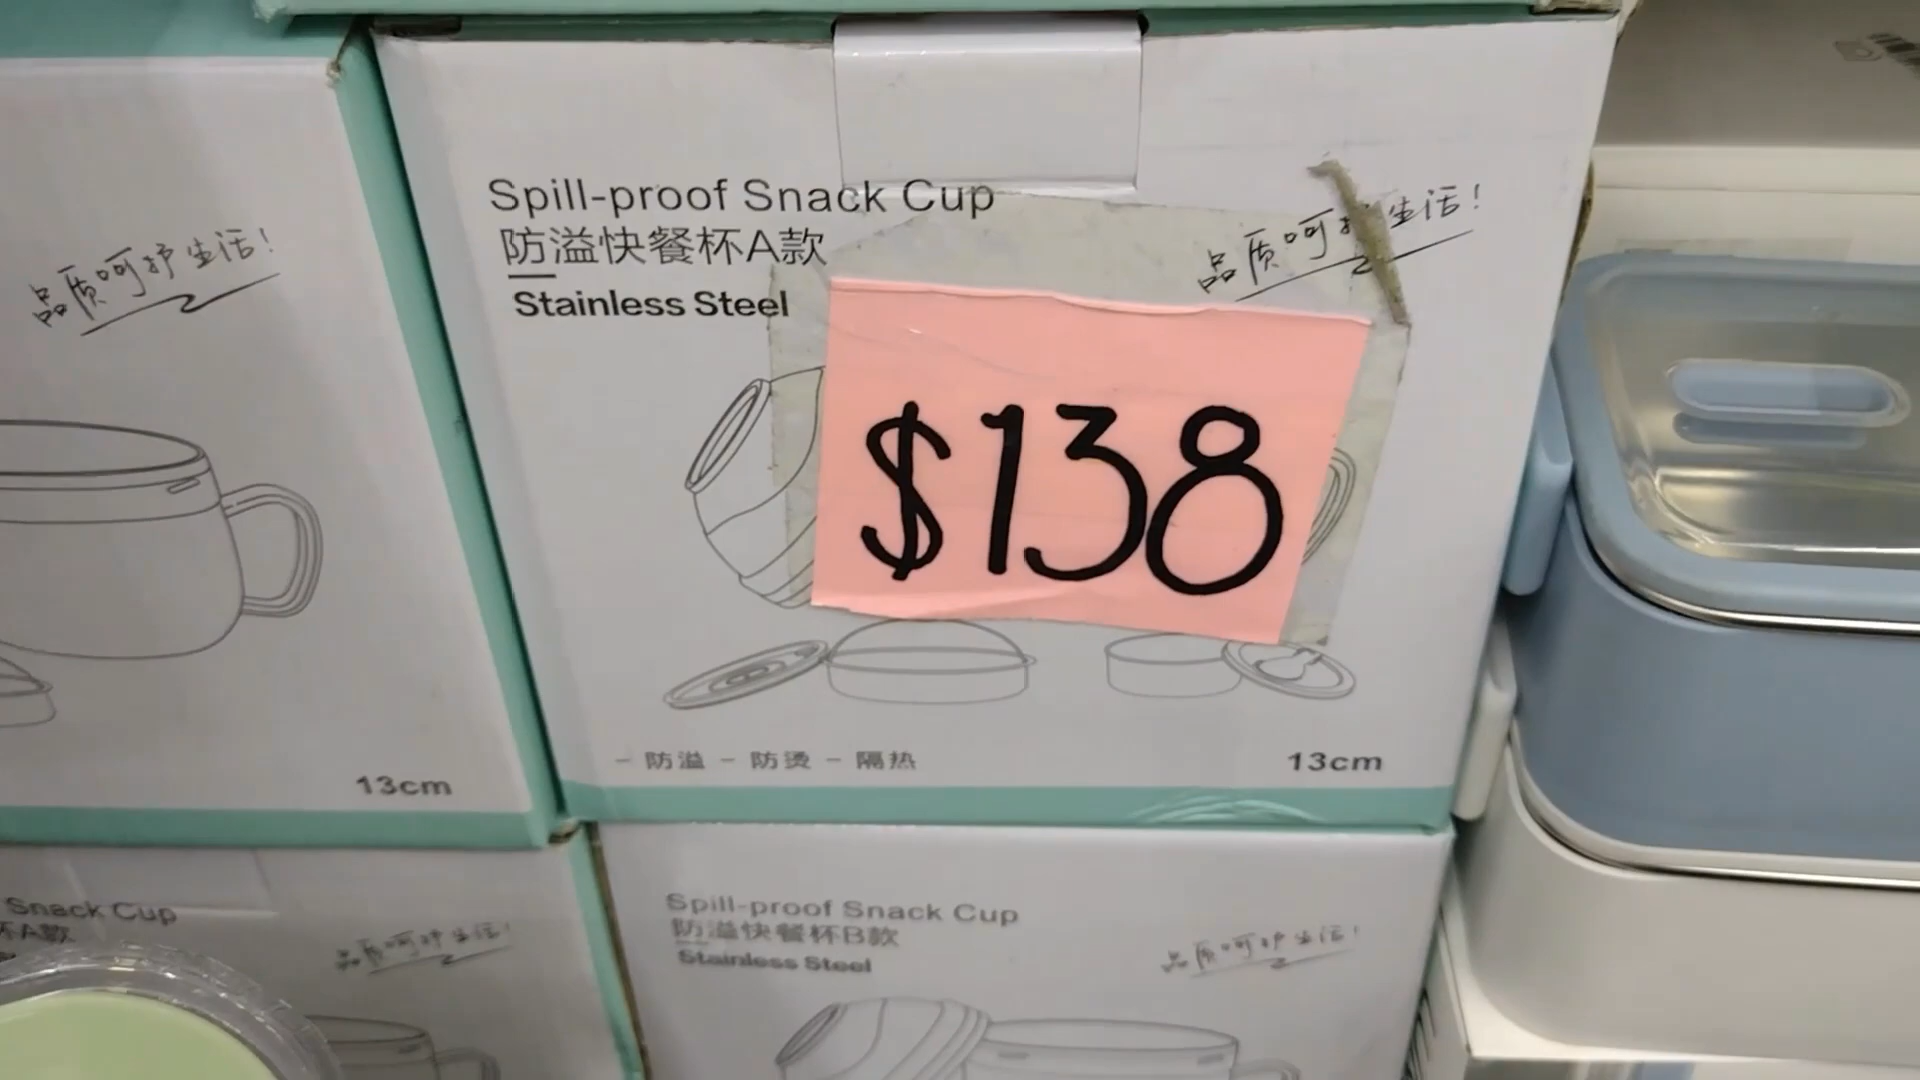 Spill-proof Snack Cup
防溢快餐杯A款
Stainless Steel
品质呵护生活!
品质呵护生活!
$138
- 防溢 - 防烫 - 隔热
13cm
13cm
Snack Cup
杯A款
品质呵护生活!
Spill-proof Snack Cup
防溢快餐杯B款
Stainless Steel
品质呵护生活!